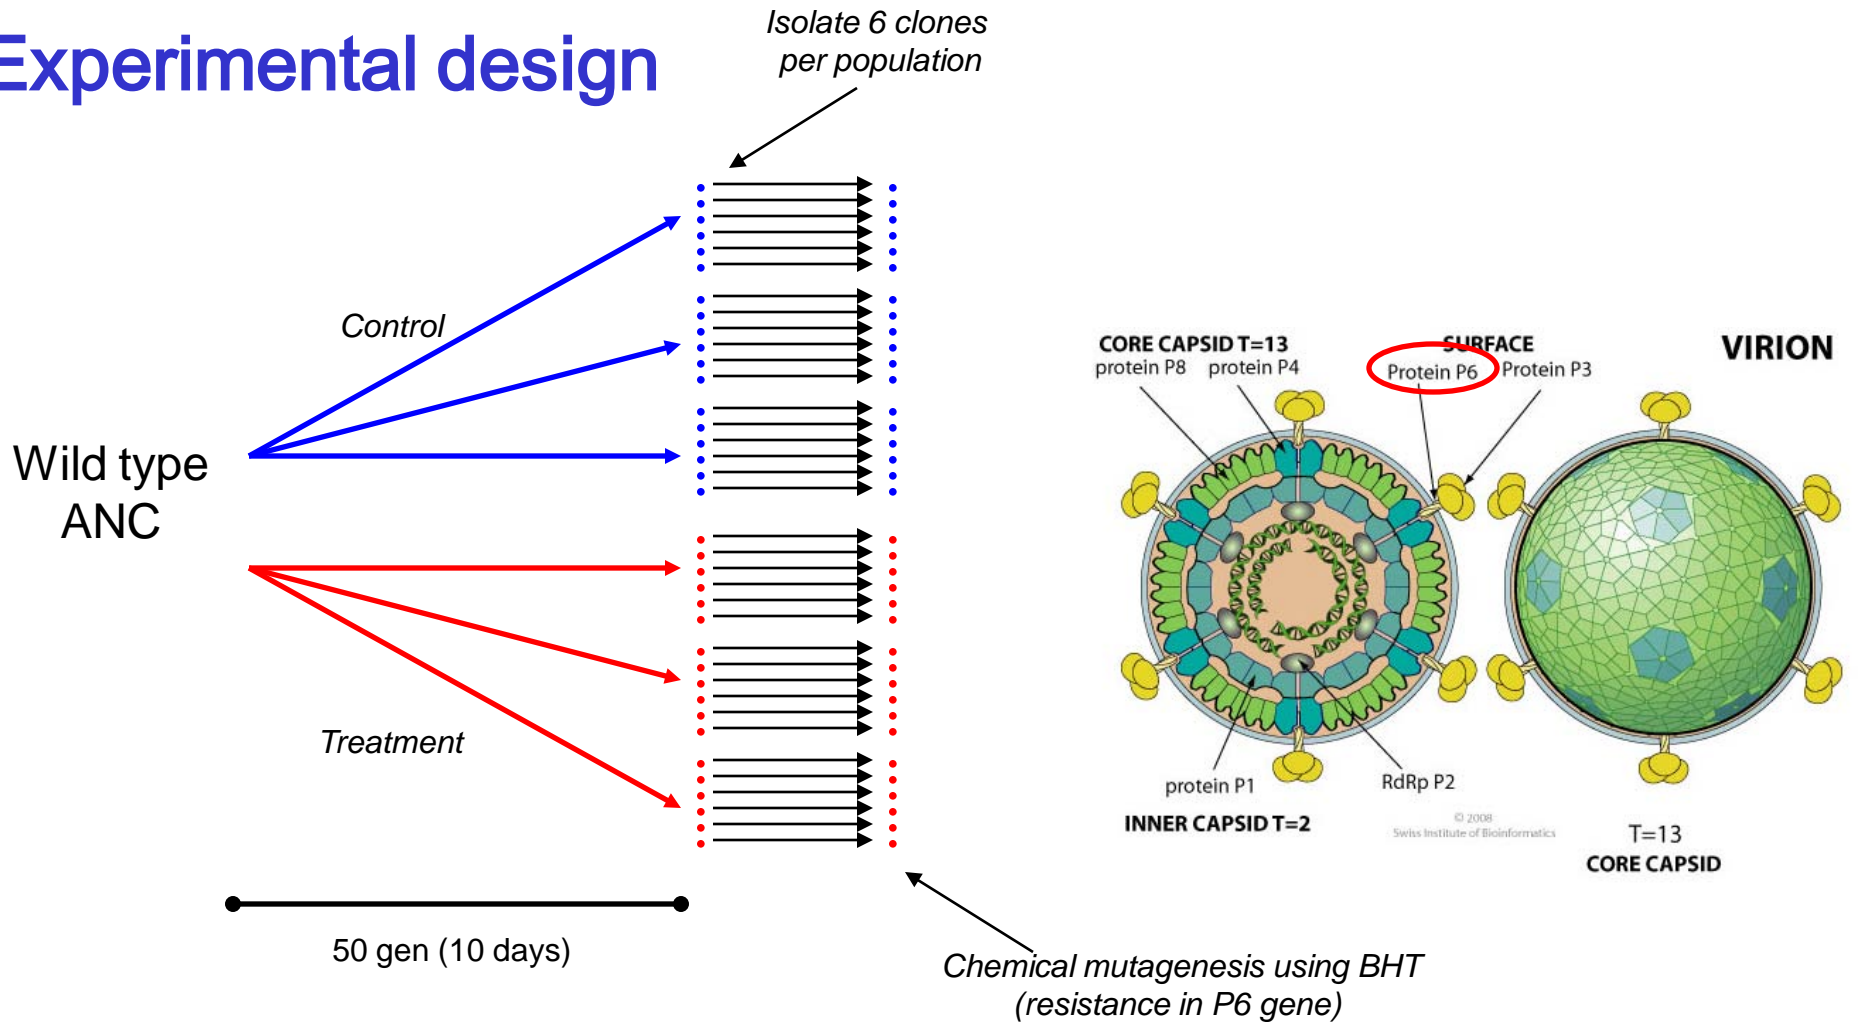 Experimental design
Isolate 6 clones
per population
Control
Wild type
ANC
Treatment
50 gen (10 days)
Chemical mutagenesis using BHT
(resistance in P6 gene)
CORE CAPSID T=13
protein P8 protein P4
SURFACE
Protein P6 Protein P3
VIRION
protein P1
RdRp P2
INNER CAPSID T=2
© 2008
Swiss Institute of Bioinformatics
T=13
CORE CAPSID